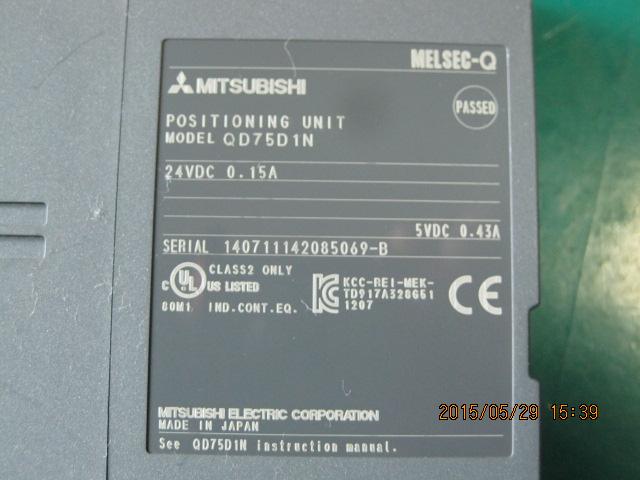 MELSEC-Q
MITSUBISHI
PASSED
POSITIONING UNIT
MODEL QD75D1N
24VDC 0.15A
5VDC 0.43A
SERIAL 140711142085069-B
CLASS2 ONLY
C UL US LISTED
80M1 IND.CONT.EQ.
KCC-REI-MEK-
TD917A328G51
1207
CE
MITSUBISHI ELECTRIC CORPORATION
MADE IN JAPAN
See QD75D1N instruction manual.
2015/05/29 15:39